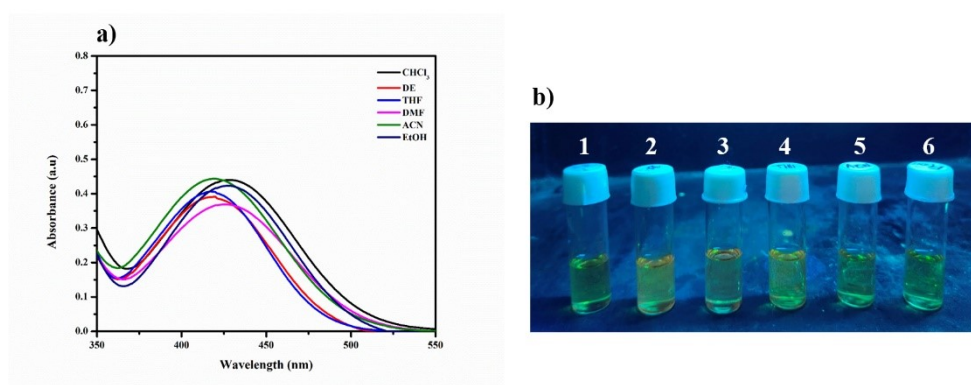 a)
0.8
0.7
0.6
0.5
0.4
0.3
0.2
0.1
0.0
Absorbance (a.u)
350
400
450
500
550
Wavelength (nm)
CHCl₃
DE
THF
DMF
ACN
EtOH
b)
1 2 3 4 5 6